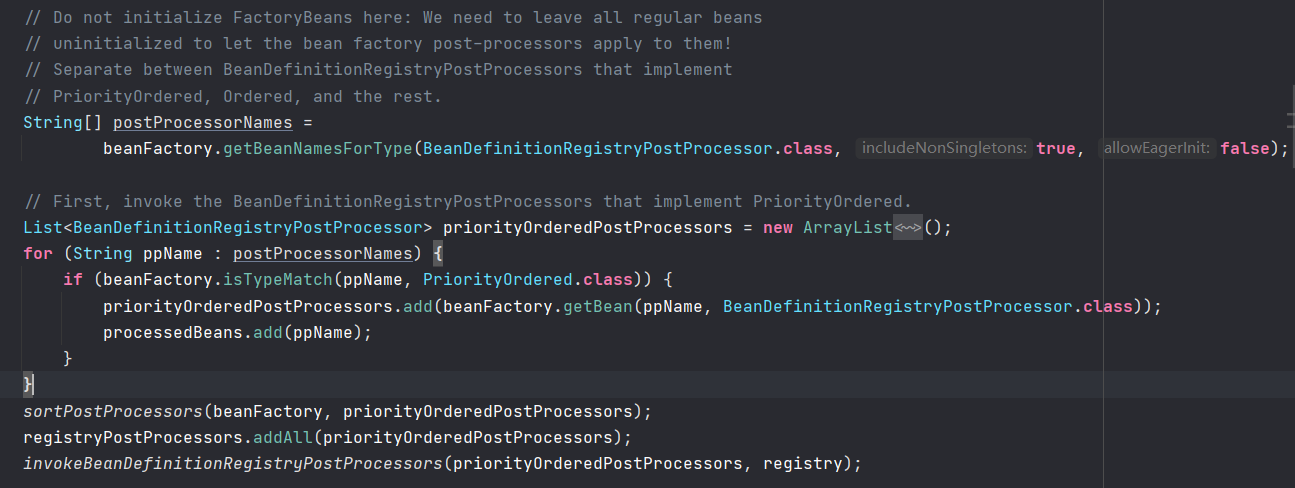 // Do not initialize FactoryBeans here: We need to leave all regular beans
// uninitialized to let the bean factory post-processors apply to them!
// Separate between BeanDefinitionRegistryPostProcessors that implement
// PriorityOrdered, Ordered, and the rest.
String[] postProcessorNames =
beanFactory.getBeanNamesForType(BeanDefinitionRegistryPostProcessor.class, includeNonSingletons: true, allowEagerInit: false);
// First, invoke the BeanDefinitionRegistryPostProcessors that implement PriorityOrdered.
List<BeanDefinitionRegistryPostProcessor> priorityOrderedPostProcessors = new ArrayList<~>();
for (String ppName : postProcessorNames) {
if (beanFactory.isTypeMatch(ppName, PriorityOrdered.class)) {
priorityOrderedPostProcessors.add(beanFactory.getBean(ppName, BeanDefinitionRegistryPostProcessor.class));
processedBeans.add(ppName);
}
}
sortPostProcessors(beanFactory, priorityOrderedPostProcessors);
registryPostProcessors.addAll(priorityOrderedPostProcessors);
invokeBeanDefinitionRegistryPostProcessors(priorityOrderedPostProcessors, registry);